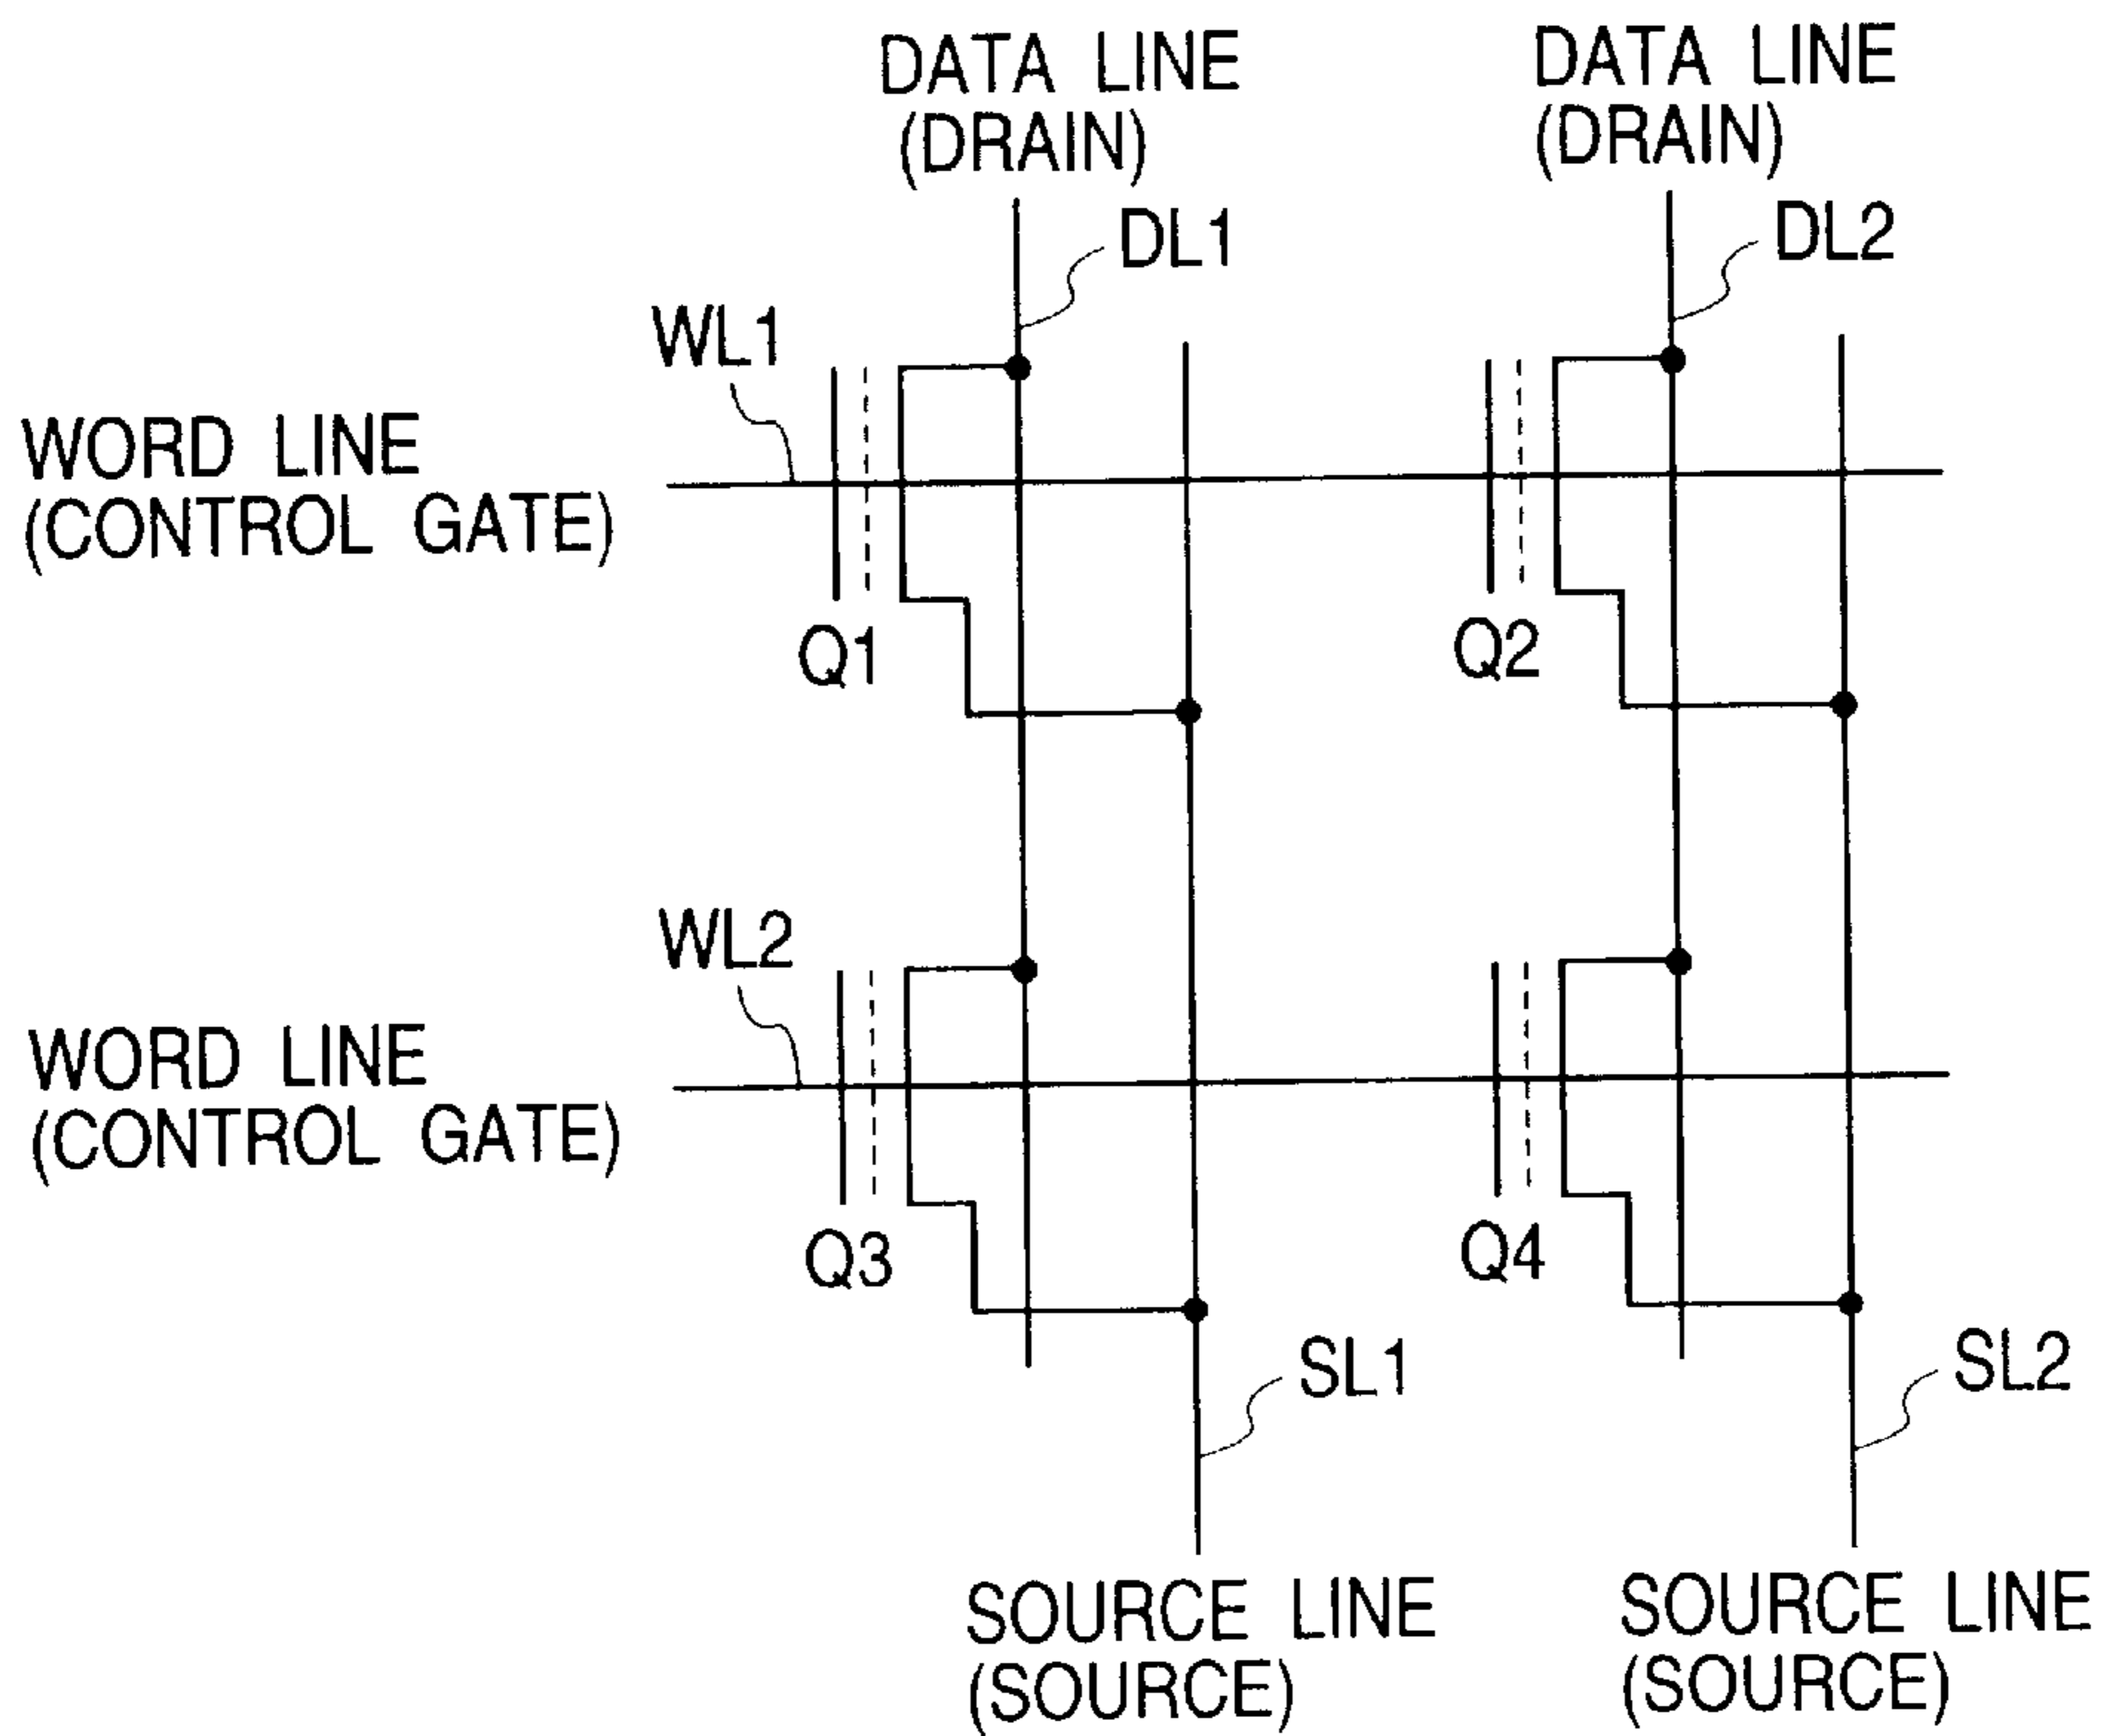 DATA LINE
(DRAIN)
DATA LINE
(DRAIN)
DL1
DL2
WL1
WORD LINE
(CONTROL GATE)
Q1
Q2
WL2
WORD LINE
(CONTROL GATE)
Q3
Q4
SL1
SL2
SOURCE LINE
(SOURCE)
SOURCE LINE
(SOURCE)